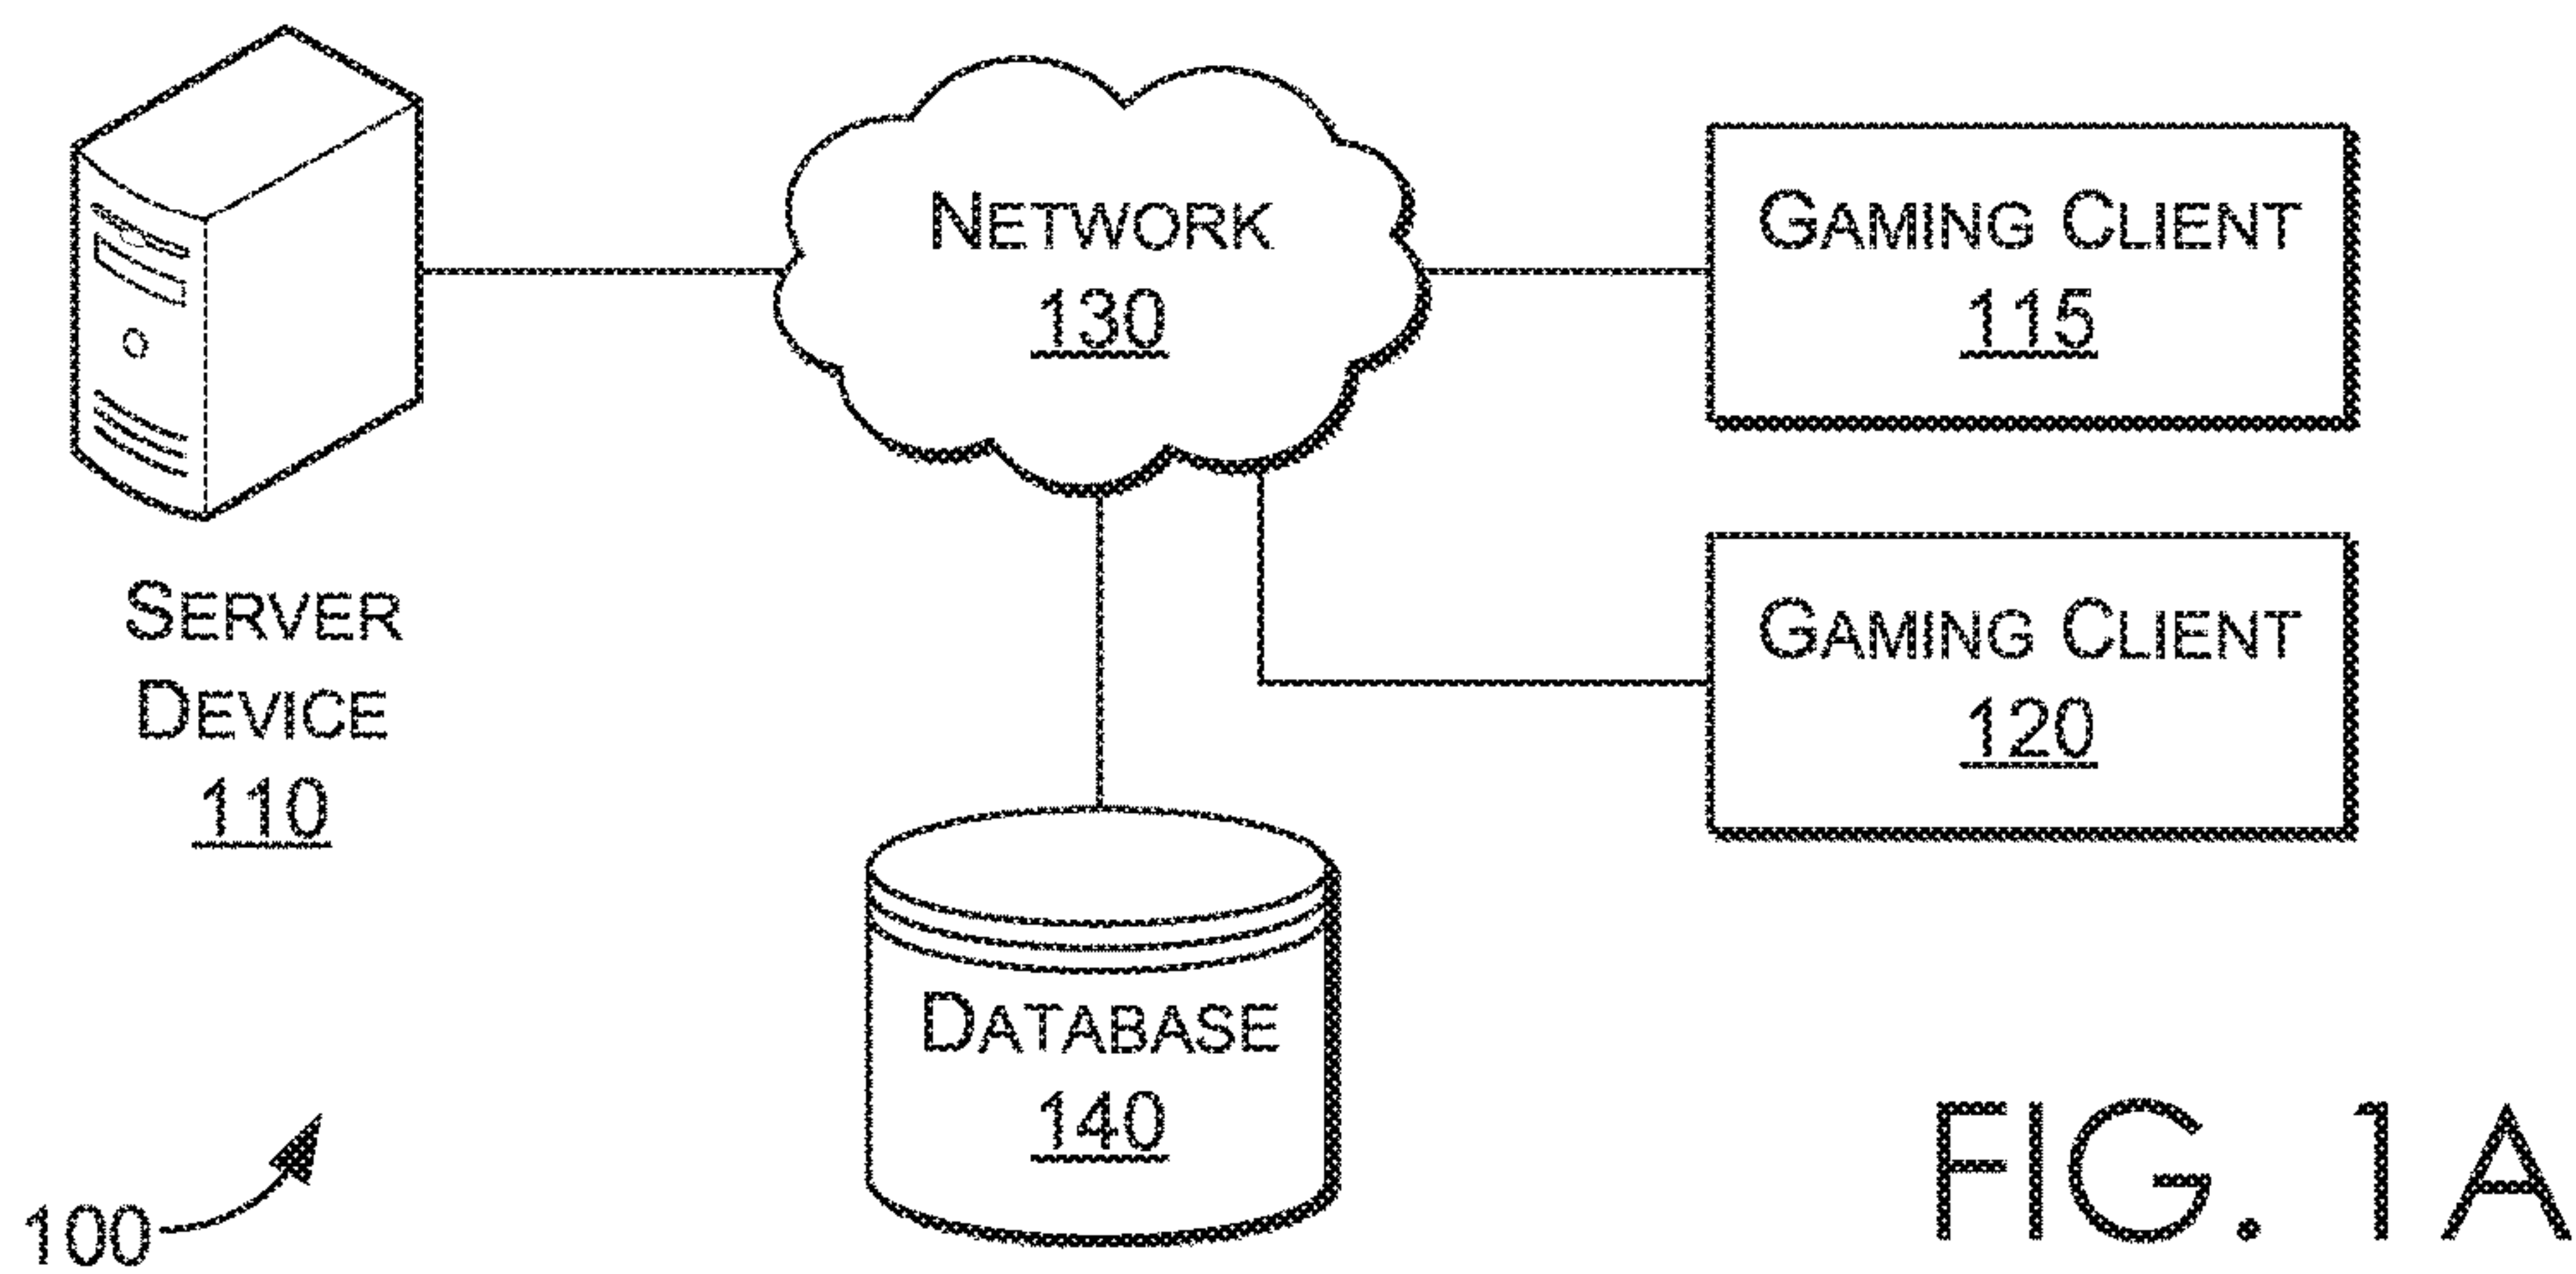 NETWORK
130
GAMING CLIENT
115
SERVER
DEVICE
110
GAMING CLIENT
120
DATABASE
140
100
FIG. 1A